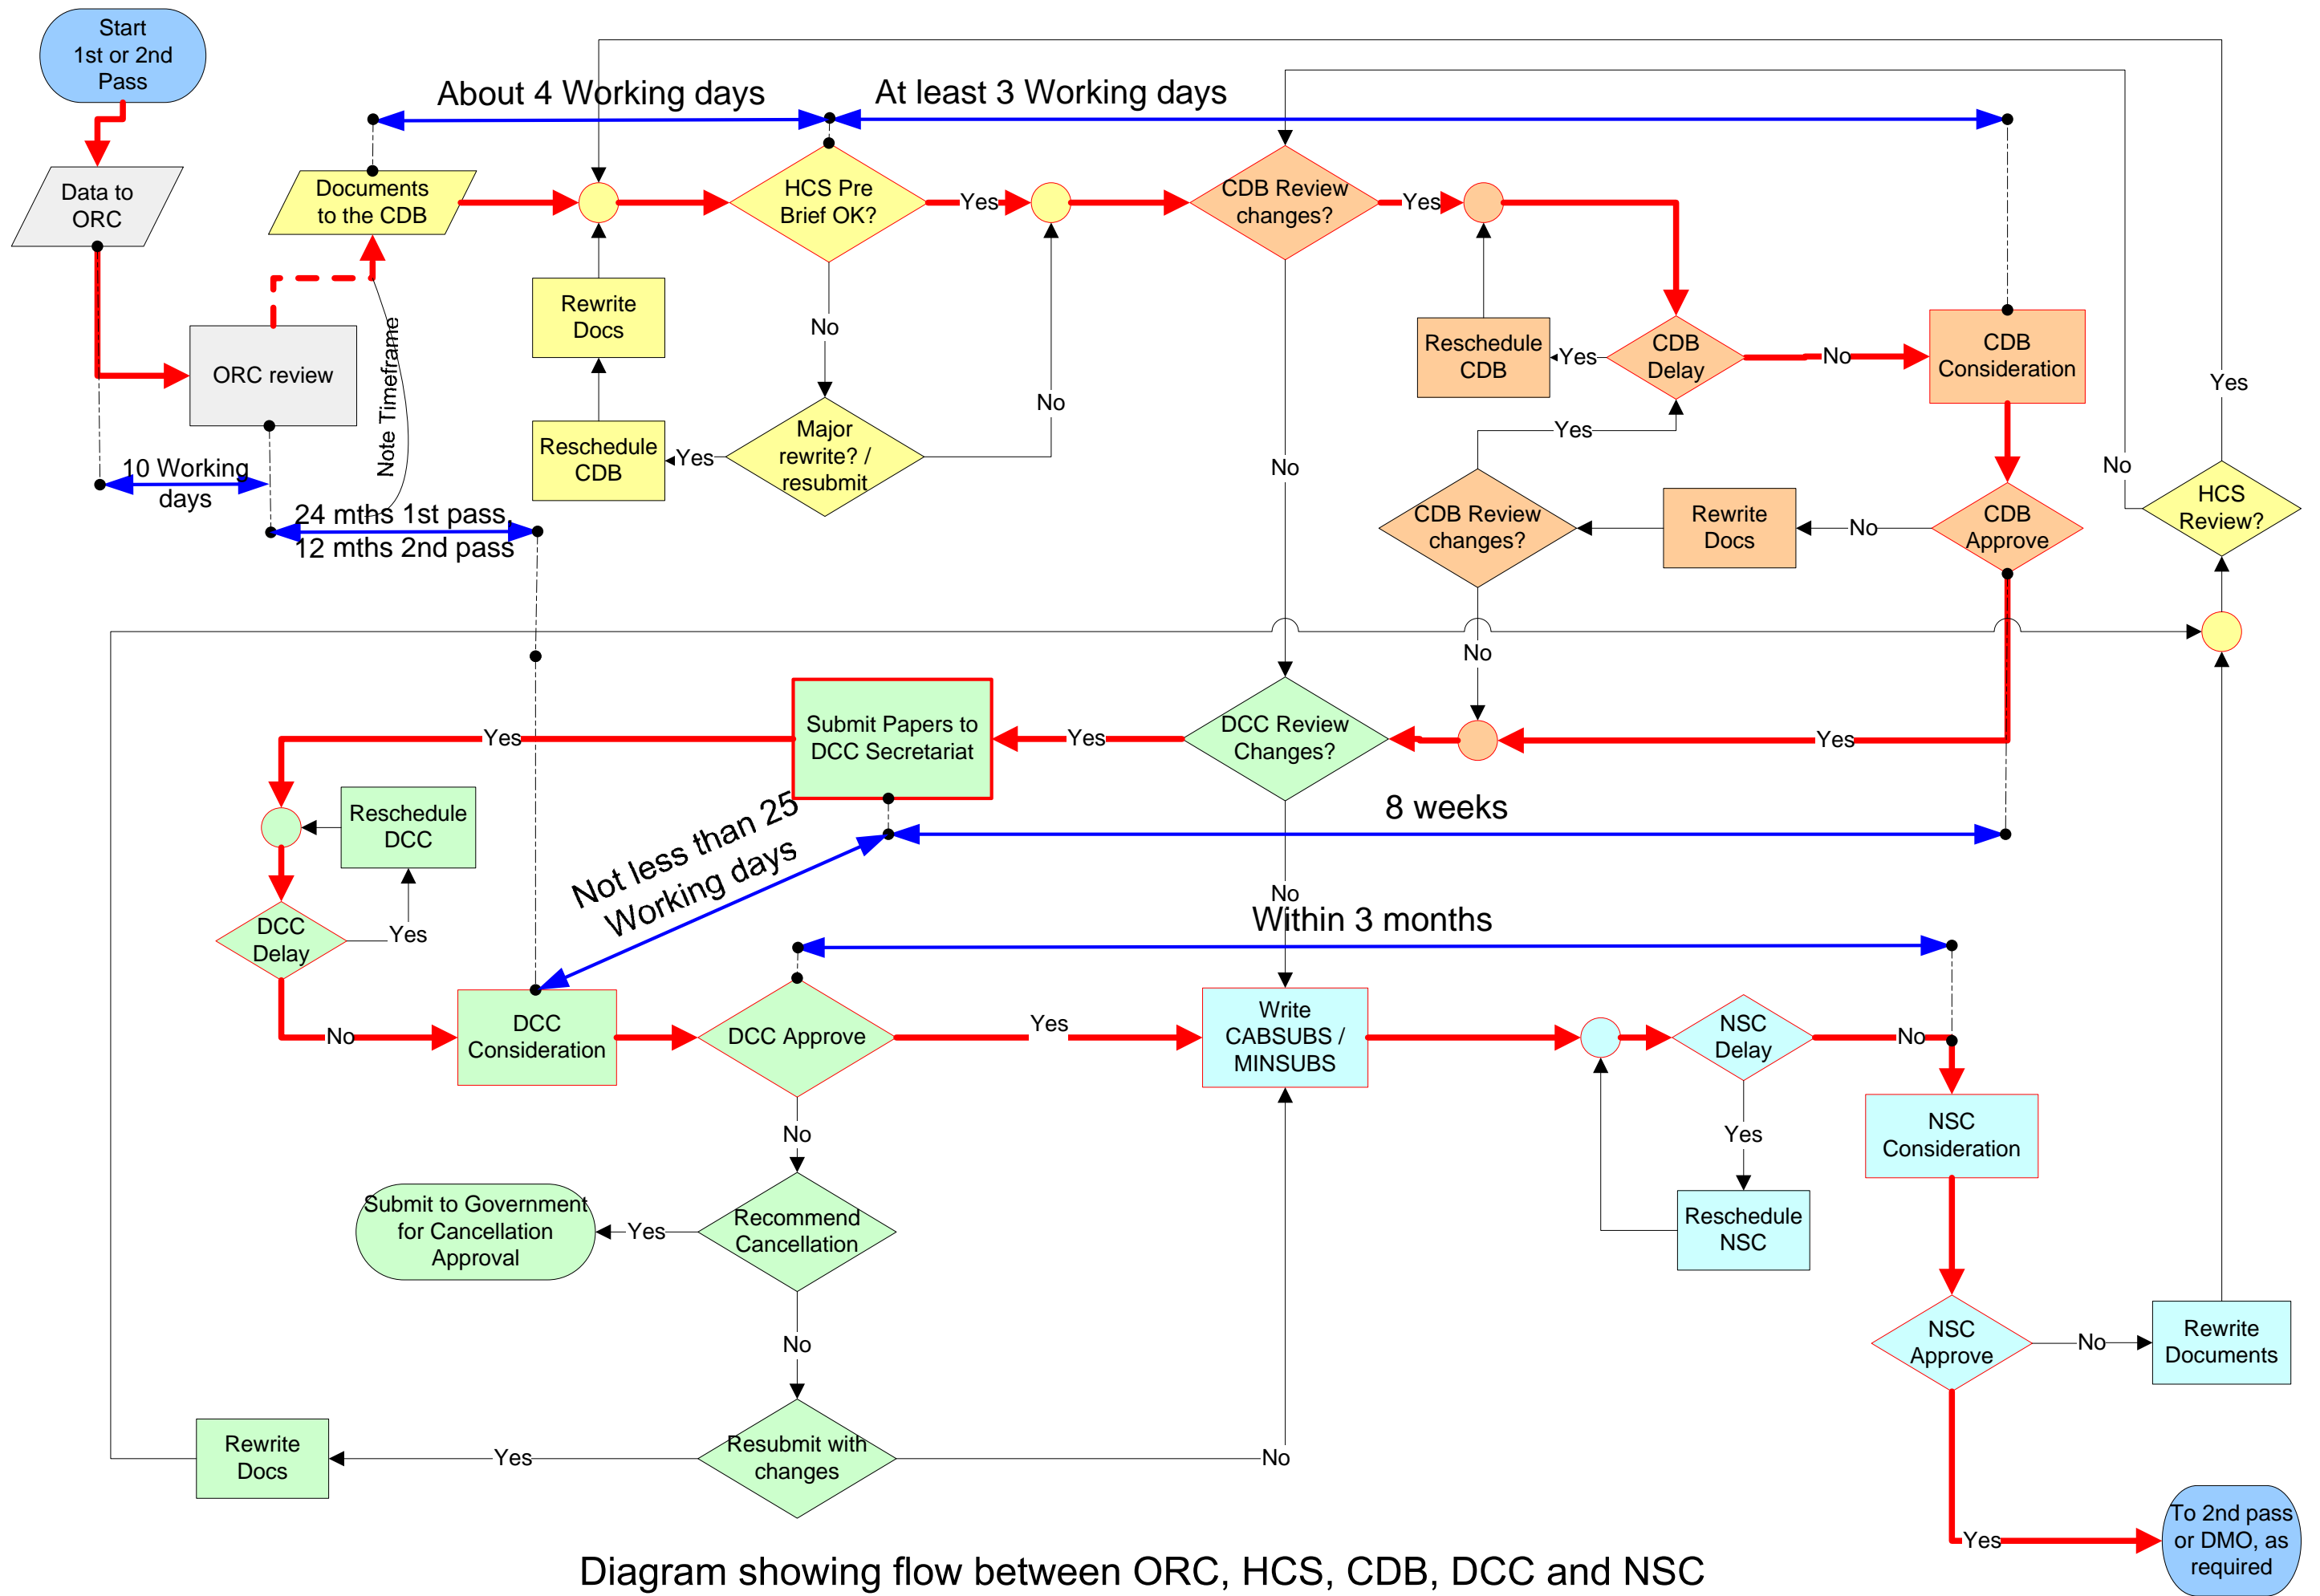 Start
1st or 2nd
Pass
About 4 Working days
At least 3 Working days
Data to
ORC
Documents
to the CDB
HCS Pre
Brief OK?
Yes
CDB Review
changes?
Yes
Rewrite
Docs
No
Note Timeframe
ORC review
Reschedule
CDB
Yes
CDB
Delay
No
CDB
Consideration
Yes
No
Reschedule
CDB
Yes
Major
rewrite? /
resubmit
Yes
No
No
10 Working
days
24 mths 1st pass,
12 mths 2nd pass
CDB Review
changes?
Rewrite
Docs
No
CDB
Approve
HCS
Review?
No
Submit Papers to
DCC Secretariat
Yes
Yes
DCC Review
Changes?
Yes
Reschedule
DCC
Not less than 25
Working days
8 weeks
DCC
Delay
Yes
No
Within 3 months
No
DCC
Consideration
DCC Approve
Yes
Write
CABSUBS /
MINSUBS
NSC
Delay
No
No
Yes
NSC
Consideration
Submit to Government
for Cancellation
Approval
Yes
Recommend
Cancellation
Reschedule
NSC
No
NSC
Approve
No
Rewrite
Documents
Rewrite
Docs
Yes
Resubmit with
changes
No
Yes
To 2nd pass
or DMO, as
required
Diagram showing flow between ORC, HCS, CDB, DCC and NSC